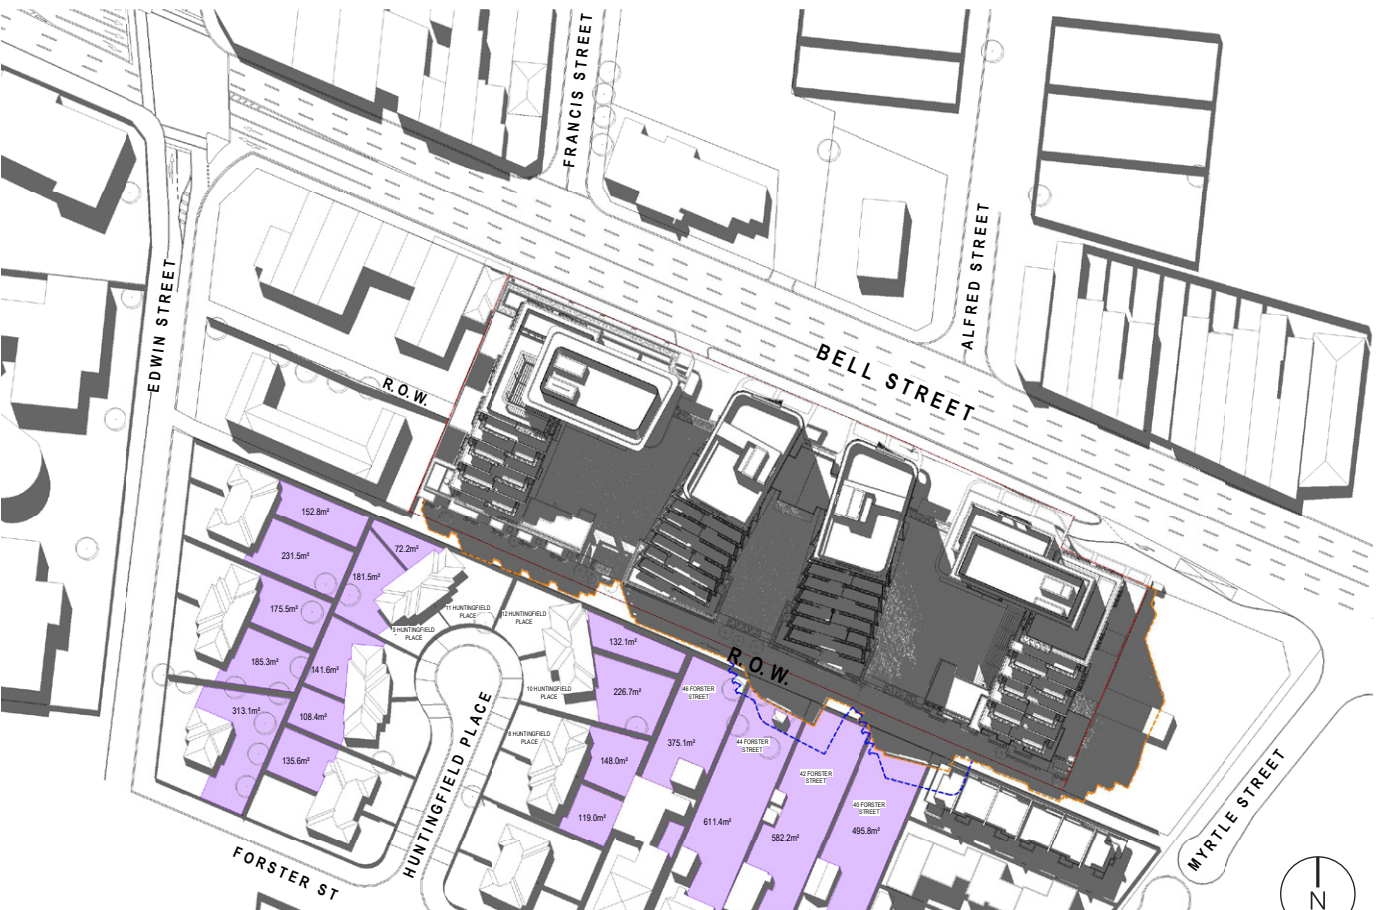 FRANCIS STREET
ALFRED STREET
EDWIN STREET
BELL STREET
R.O.W.
152.8m²
231.5m²
72.2m²
181.5m²
175.5m²
11 HUNTINGFIELD
PLACE
12 HUNTINGFIELD
PLACE
9 HUNTINGFIELD
PLACE
132.1m²
R.O.W.
185.3m²
141.6m²
10 HUNTINGFIELD
PLACE
226.7m²
46 FORSTER
STREET
313.1m²
108.4m²
8 HUNTINGFIELD
PLACE
375.1m²
44 FORSTER
STREET
135.6m²
148.0m²
42 FORSTER
STREET
HUNTINGFIELD PLACE
119.0m²
611.4m²
40 FORSTER
STREET
582.2m²
495.8m²
MYRTLE STREET
FORSTER ST
N